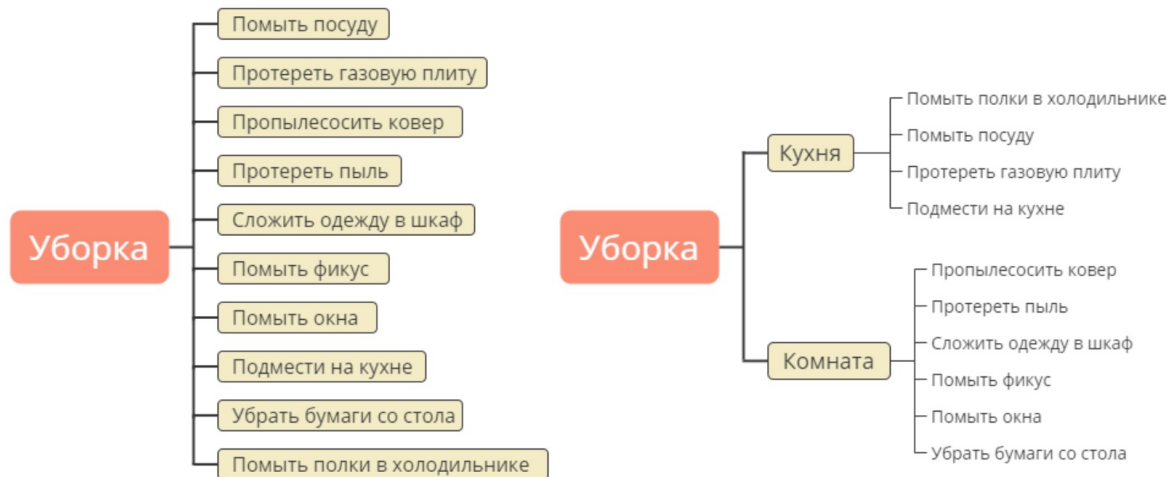 Уборка
Помыть посуду
Протереть газовую плиту
Пропылесосить ковер
Протереть пыль
Сложить одежду в шкаф
Помыть фикус
Помыть окна
Подмести на кухне
Убрать бумаги со стола
Помыть полки в холодильнике
Уборка
Кухня
Помыть полки в холодильнике
Помыть посуду
Протереть газовую плиту
Подмести на кухне
Комната
Пропылесосить ковер
Протереть пыль
Сложить одежду в шкаф
Помыть фикус
Помыть окна
Убрать бумаги со стола